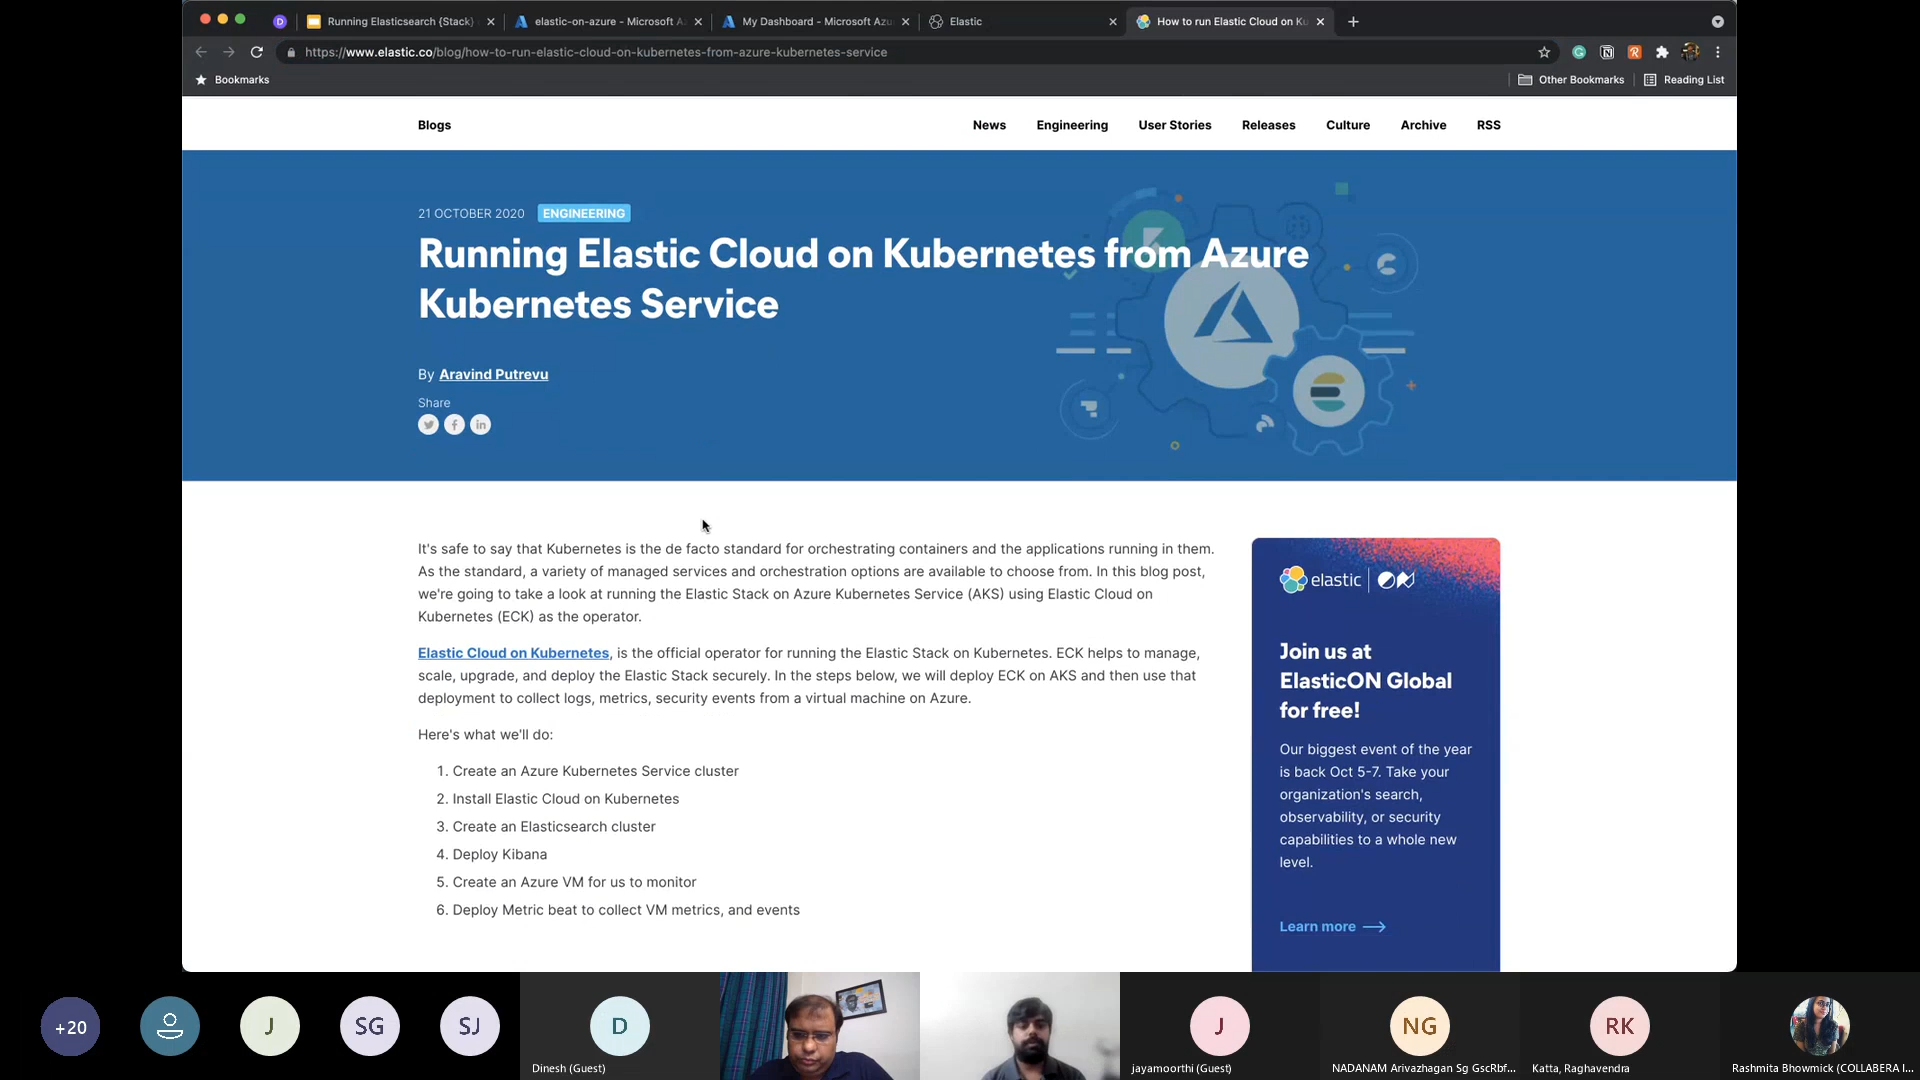 D
Running Elasticsearch {Stack}
elastic-on-azure - Microsoft A
My Dashboard - Microsoft Azu
Elastic
How to run Elastic Cloud on Ku
https://www.elastic.co/blog/how-to-run-elastic-cloud-on-kubernetes-from-azure-kubernetes-service
Bookmarks
Other Bookmarks
Reading List
Blogs
News
Engineering
User Stories
Releases
Culture
Archive
RSS
21 OCTOBER 2020
ENGINEERING
Running Elastic Cloud on Kubernetes from Azure
Kubernetes Service
By Aravind Putrevu
Share
It's safe to say that Kubernetes is the de facto standard for orchestrating containers and the applications running in them.
As the standard, a variety of managed services and orchestration options are available to choose from. In this blog post,
we're going to take a look at running the Elastic Stack on Azure Kubernetes Service (AKS) using Elastic Cloud on
Kubernetes (ECK) as the operator.
Elastic Cloud on Kubernetes, is the official operator for running the Elastic Stack on Kubernetes. ECK helps to manage,
scale, upgrade, and deploy the Elastic Stack securely. In the steps below, we will deploy ECK on AKS and then use that
deployment to collect logs, metrics, security events from a virtual machine on Azure.
Here's what we'll do:
1. Create an Azure Kubernetes Service cluster
2. Install Elastic Cloud on Kubernetes
3. Create an Elasticsearch cluster
4. Deploy Kibana
5. Create an Azure VM for us to monitor
6. Deploy Metric beat to collect VM metrics, and events
elastic | ON
Join us at
ElasticON Global
for free!
Our biggest event of the year
is back Oct 5-7. Take your
organization's search,
observability, or security
capabilities to a whole new
level.
Learn more
+20
J
SG
SJ
D
Dinesh (Guest)
J
jayamoorthi (Guest)
NG
NADANAM Arivazhagan Sg GscRbf...
RK
Katta, Raghavendra
Rashmita Bhowmick (COLLABERA I...